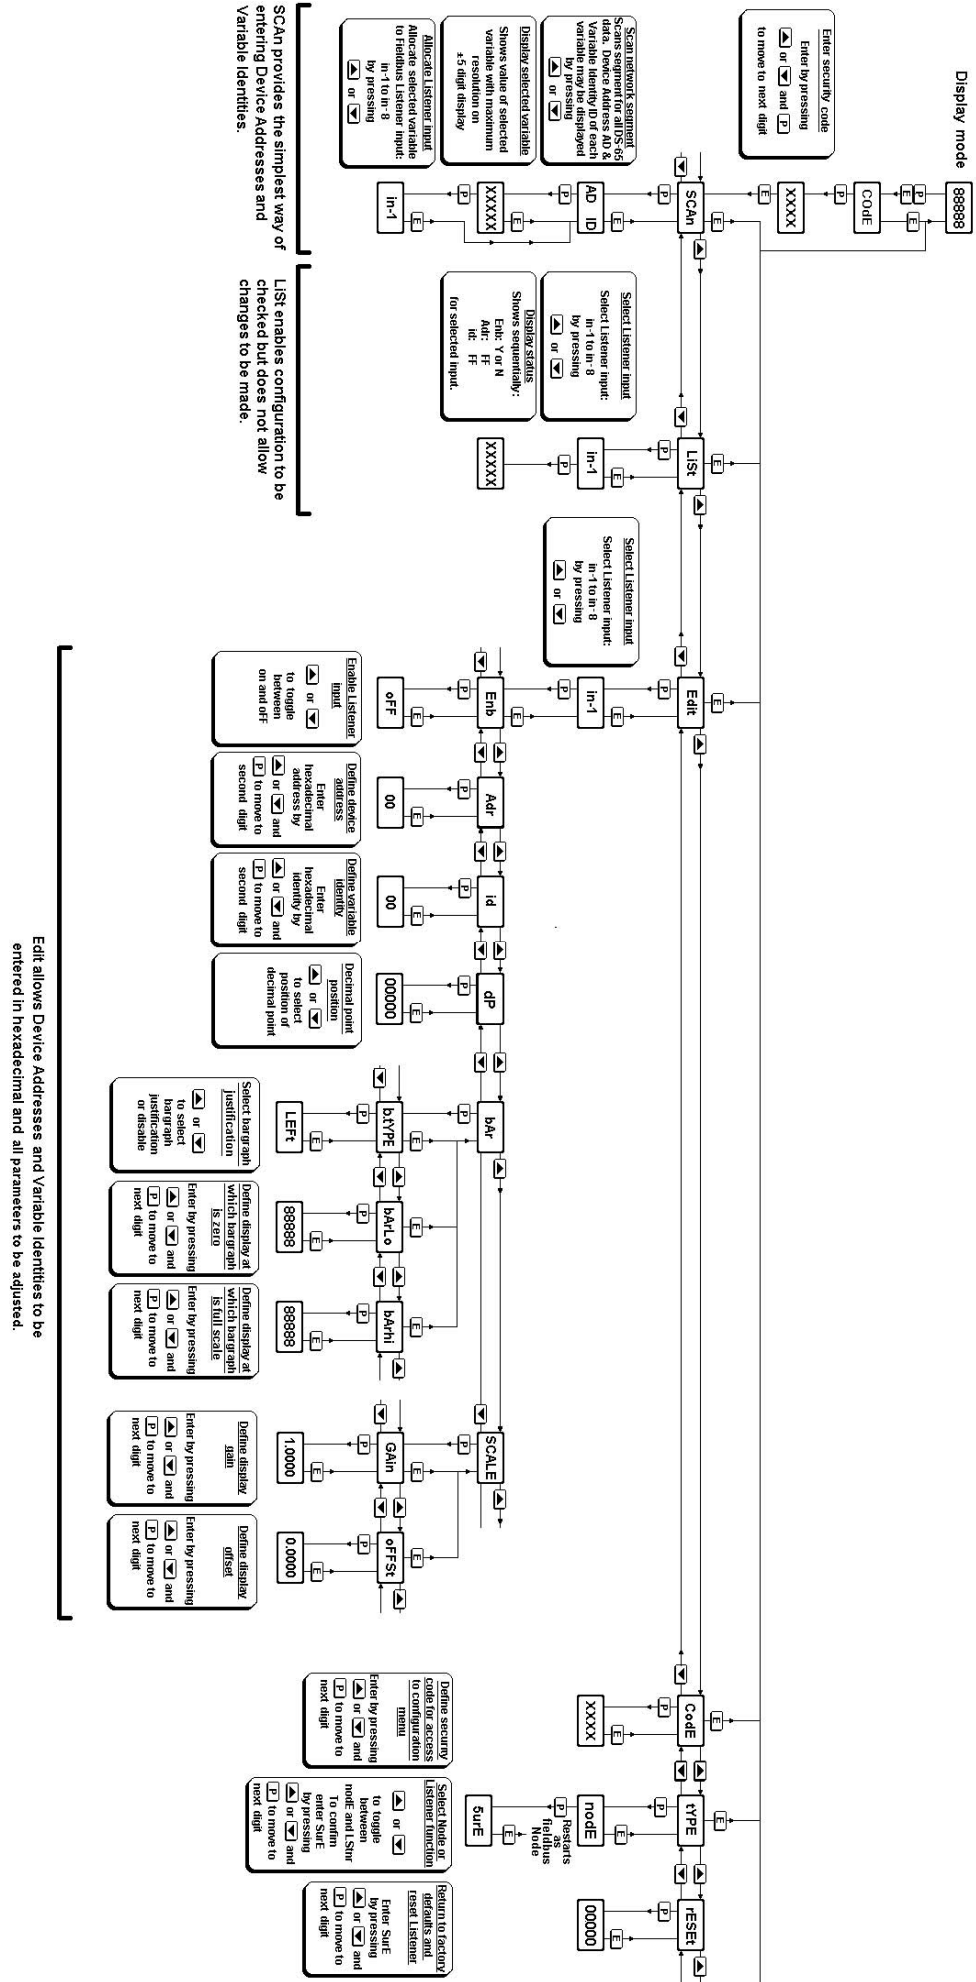 Display mode
88888
P
E
E
COdE
P
E
XXXX
P
E
Enter security code
Enter by pressing
▲ or ▼ and P
to move to next digit
SCAn
E
P
E
AD ID
P
E
XXXXX
P
E
in-1
Scan network segment
Scans segment for all DS-65
data. Device Address AD &
Variable Identity ID of each
variable may be displayed
by pressing
▲ or ▼
Display selected variable
Shows value of selected
variable with maximum
resolution on
±5 digit display
Allocate Listener input
Allocate selected variable
to Fieldbus Listener input:
in-1 to in-8
by pressing
▲ or ▼
SCAn provides the simplest way of
entering Device Addresses and
Variable Identities.
LiSt
E
P
E
in-1
P
XXXXX
Select Listener input
Select Listener input:
in-1 to in-8
by pressing
▲ or ▼
Display status
Shows sequentially:
Enb: Y or N
Adr: FF
id: FF
for selected input.
LiSt enables configuration to be
checked but does not allow
changes to be made.
Edit
E
P
E
in-1
P
E
Select Listener input
Select Listener input:
in-1 to in-8
by pressing
▲ or ▼
Enb
P
E
oFF
Enable Listener
input
▲ or ▼
to toggle
between
on and oFF
Adr
P
E
00
Define device
address
Enter
hexadecimal
address by
▲ or ▼ and
P to move to
second digit
id
P
E
00
Define variable
identity
Enter
hexadecimal
identity by
▲ or ▼ and
P to move to
second digit
dP
P
E
00000
Decimal point
position
▲ or ▼
to select
position of
decimal point
bAr
P
E
b.tYPE
P
E
LEFt
Select bargraph
justification
▲ or ▼
to select
bargraph
justification
or disable
E
bArLo
P
E
88888
Define display at
which bargraph
is zero
Enter by pressing
▲ or ▼ and
P to move to
next digit
E
bArhi
P
E
88888
Define display at
which bargraph
is full scale
Enter by pressing
▲ or ▼ and
P to move to
next digit
SCALE
P
E
GAin
P
E
1.0000
Define display
gain
Enter by pressing
▲ or ▼ and
P to move to
next digit
E
oFFSt
P
E
0.0000
Define display
offset
Enter by pressing
▲ or ▼ and
P to move to
next digit
Edit allows Device Addresses and Variable Identities to be
entered in hexadecimal and all parameters to be adjusted.
E
CodE
P
E
XXXX
Define security
code for access
to configuration
menu
Enter by pressing
▲ or ▼ and
P to move to
next digit
E
tYPE
P
E
nodE
P
Restarts
as
fieldbus
Node
E
5urE
Select Node or
Listener function
▲ or ▼
to toggle
between
nodE and LStnr
To confim
enter SurE
by pressing
▲ or ▼ and
P to move to
next digit
rESEt
P
E
00000
Return to factory
defaults and
reset Listener
Enter SurE
by pressing
▲ or ▼ and
P to move to
next digit